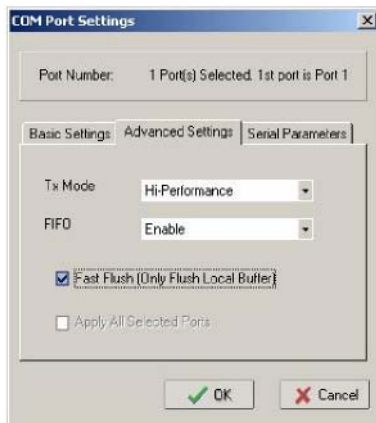 COM Port Settings
Port Number: 1 Port(s) Selected. 1st port is Port 1
Basic Settings Advanced Settings Serial Parameters
Tx Mode Hi-Performance
FIFO Enable
Fast Flush (Only Flush Local Buffer)
Apply All Selected Ports
OK Cancel